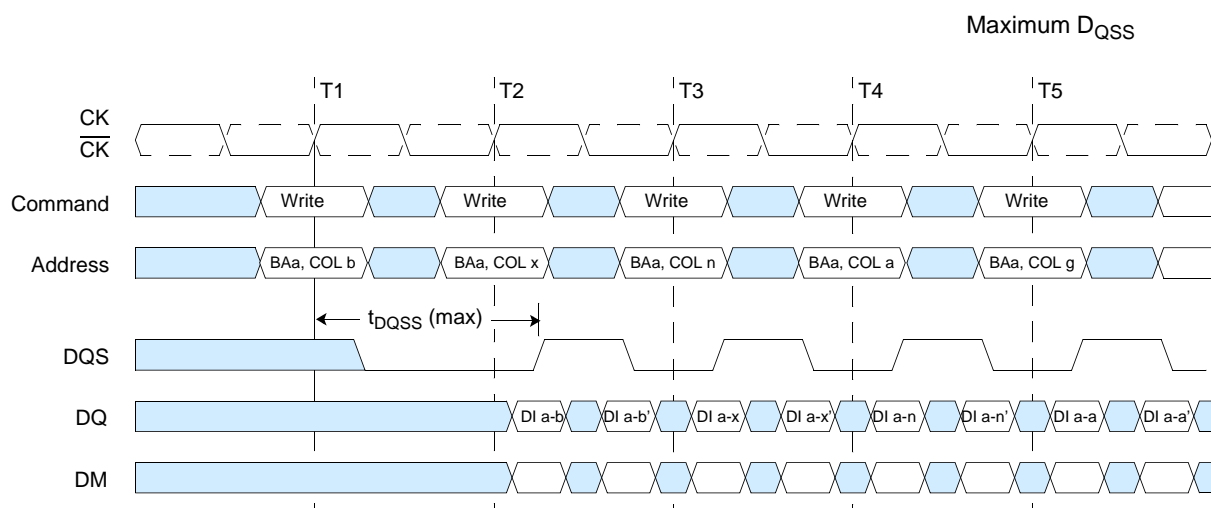 Maximum DQSS
T1 T2 T3 T4 T5
CK
CK
Command Write Write Write Write Write
Address BAa, COL b BAa, COL x BAa, COL n BAa, COL a BAa, COL g
tDQSS (max)
DQS
DQ DI a-b DI a-b’ DI a-x DI a-x’ DI a-n DI a-n’ DI a-a DI a-a’
DM